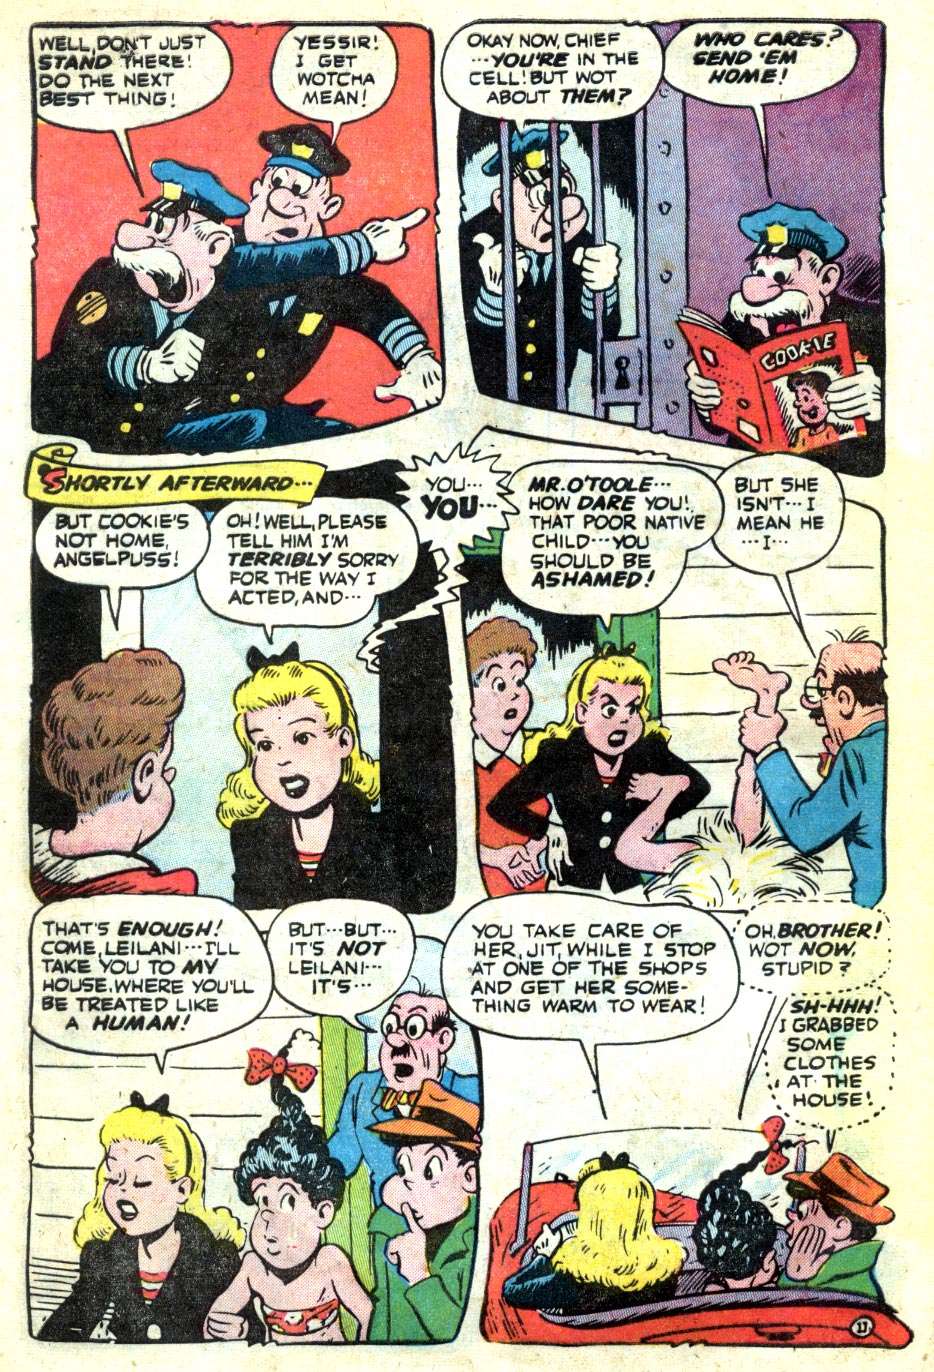 WELL, DON'T JUST
STAND THERE!
DO THE NEXT
BEST THING!
YESSIR!
I GET
WOTCHA
MEAN!
OKAY NOW, CHIEF
...YOU'RE IN THE
CELL! BUT WOT
ABOUT THEM?
WHO CARES?
SEND 'EM
HOME!
COOKIE
SHORTLY AFTERWARD...
BUT COOKIE'S
NOT HOME,
ANGELPUSS!
OH! WELL, PLEASE
TELL HIM I'M
TERRIBLY SORRY
FOR THE WAY I
ACTED, AND...
YOU...
YOU...
MR. O'TOOLE...
HOW DARE YOU!
THAT POOR NATIVE
CHILD...YOU
SHOULD BE
ASHAMED!
BUT SHE
ISN'T...I
MEAN HE
...I...
THAT'S ENOUGH!
COME, LEILANI...I'LL
TAKE YOU TO MY
HOUSE, WHERE YOU'LL
BE TREATED LIKE
A HUMAN!
BUT...BUT...
IT'S NOT
LEILANI...
IT'S...
YOU TAKE CARE OF
HER, JIT, WHILE I STOP
AT ONE OF THE SHOPS
AND GET HER SOME-
THING WARM TO WEAR!
OH, BROTHER!
WOT NOW,
STUPID?
SH-HHH!
I GRABBED
SOME
CLOTHES
AT THE
HOUSE!
11